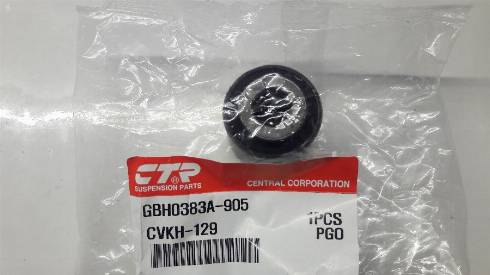 CTR®
SUSPENSION PARTS
CENTRAL CORPORATION
GBH0383A-905
1PCS
CVKH-129
PGO